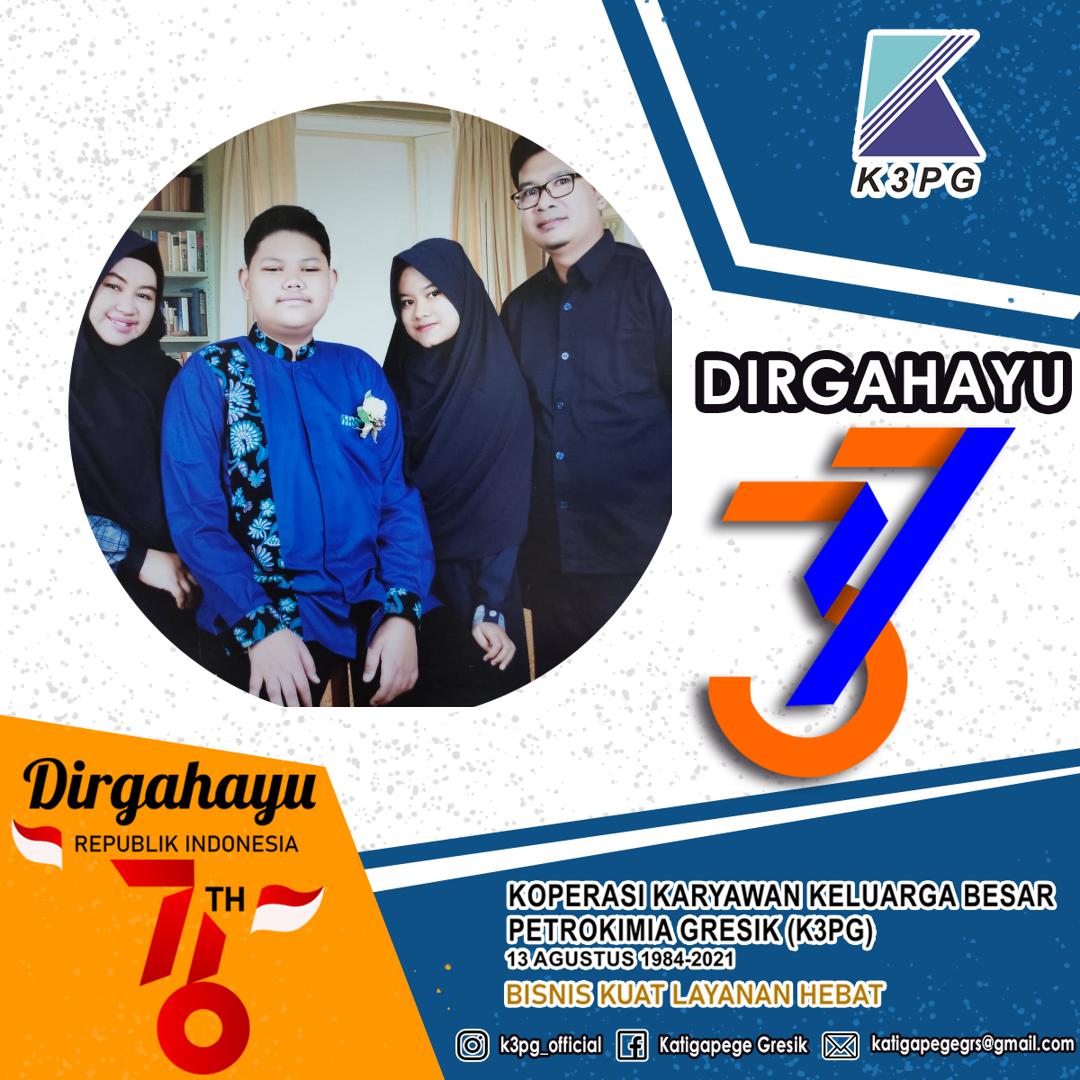 K3PG
DIRGAHAYU
37
Dirgahayu
REPUBLIK INDONESIA
76 TH
KOPERASI KARYAWAN KELUARGA BESAR
PETROKIMIA GRESIK (K3PG)
13 AGUSTUS 1984-2021
BISNIS KUAT LAYANAN HEBAT
k3pg_official Katigapege Gresik katigapegegrs@gmail.com